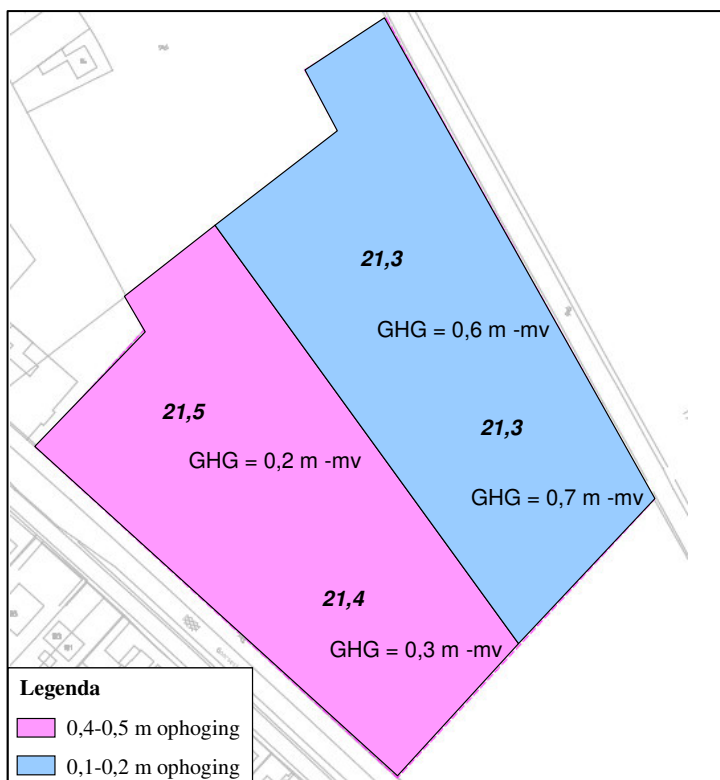 21,3
GHG = 0,6 m -mv
21,5
21,3
GHG = 0,2 m -mv
GHG = 0,7 m -mv
21,4
GHG = 0,3 m -mv
Legenda
0,4-0,5 m ophoging
0,1-0,2 m ophoging